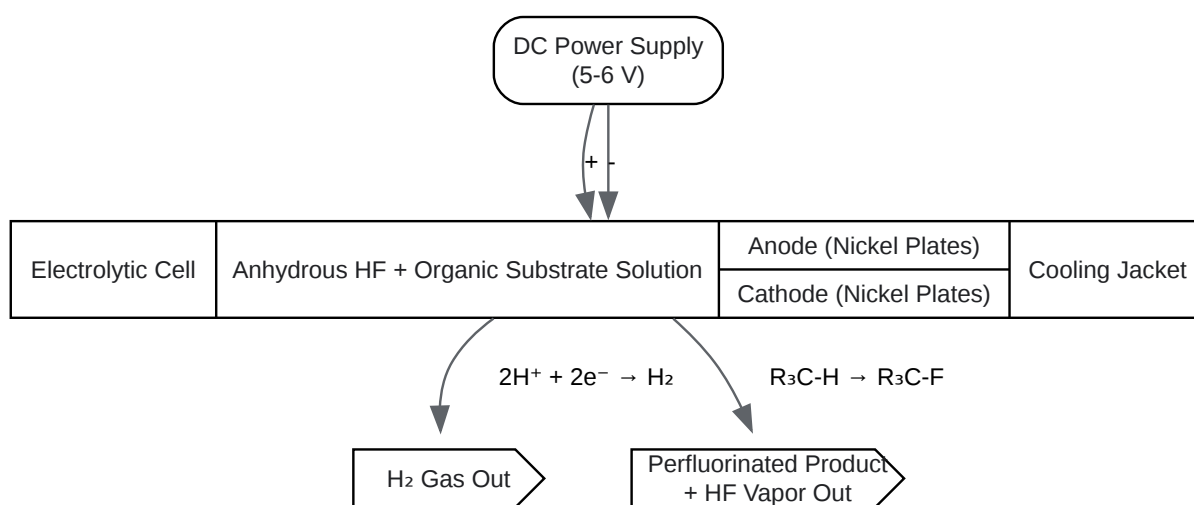 DC Power Supply
(5-6 V)
+ -
Electrolytic Cell
Anhydrous HF + Organic Substrate Solution
Anode (Nickel Plates)
Cathode (Nickel Plates)
Cooling Jacket
2H⁺ + 2e⁻ → H₂
R₃C-H → R₃C-F
H₂ Gas Out
Perfluorinated Product
+ HF Vapor Out